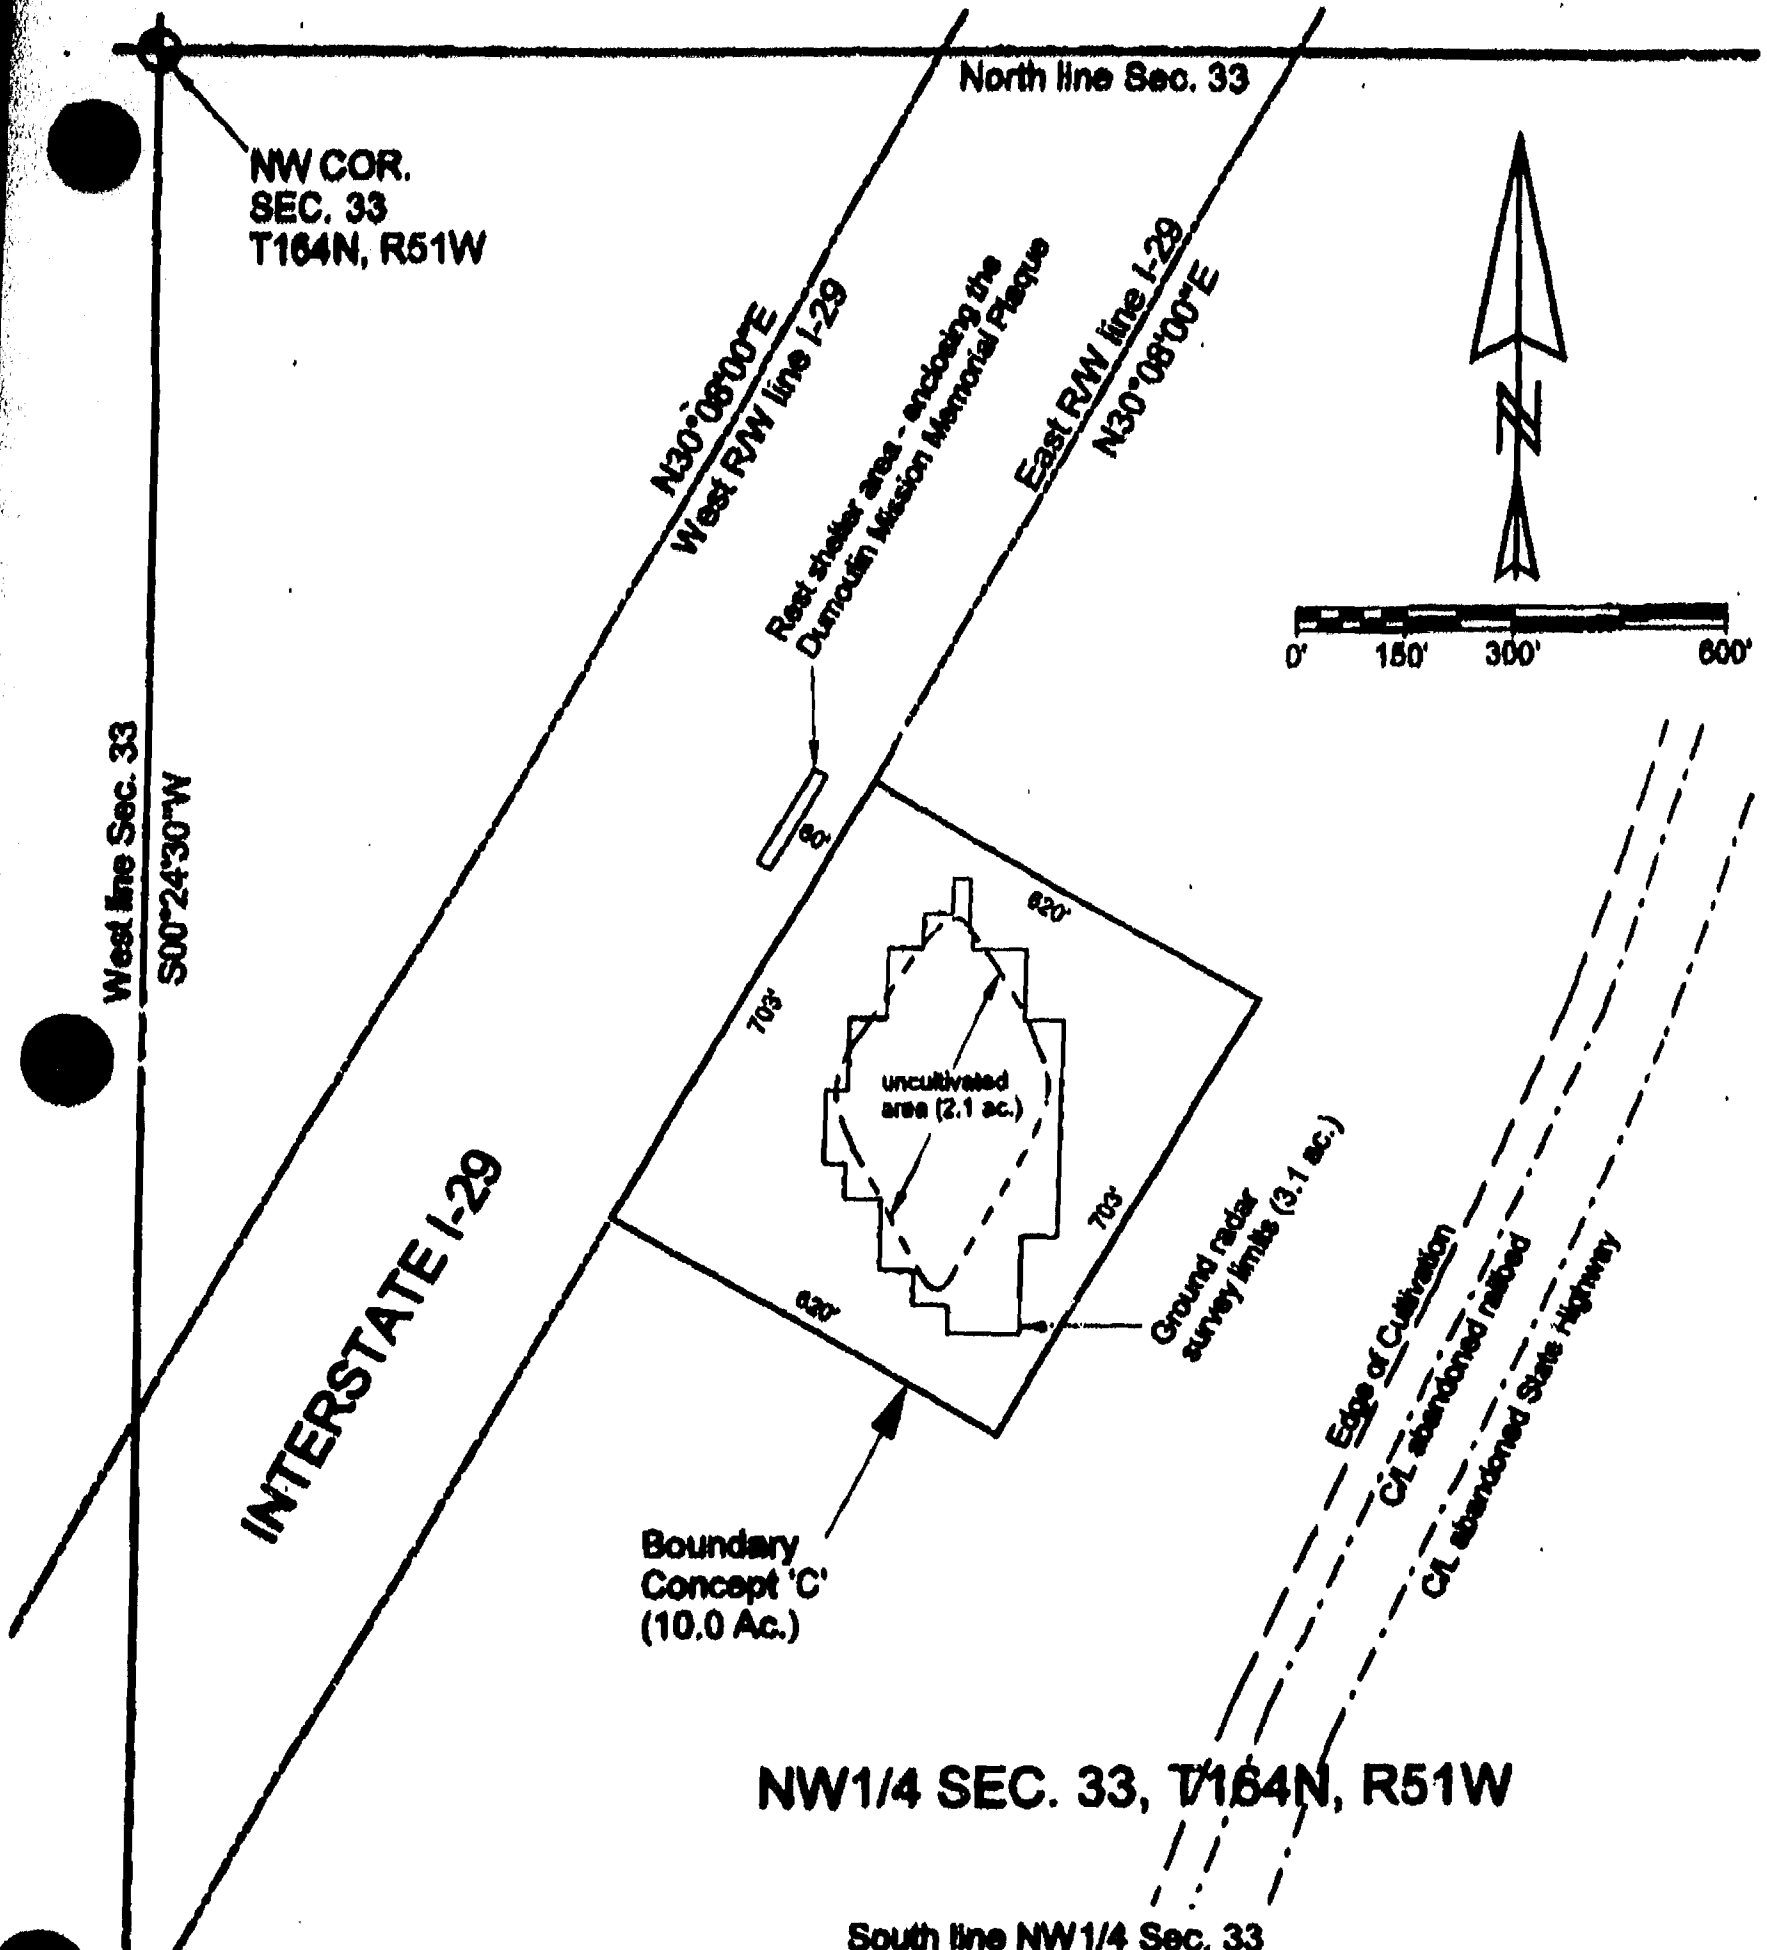 North line Sec. 33
NW COR.
SEC. 33
T164N, R51W
N30°08'00"E
West R/W line I-29
Rest shelter area - enclosing the
Dumoulin Mission Memorial Plaque
East R/W line I-29
N30°08'00"E
N
0' 150' 300' 600'
West line Sec. 33
S00°24'30"W
60'
620'
703'
uncultivated
area (2.1 ac.)
703'
Ground radar
survey limits (3.1 ac.)
620'
INTERSTATE I-29
Edge of Cultivation
C/L abandoned railbed
C/L abandoned State Highway
Boundary
Concept 'C'
(10.0 Ac.)
NW1/4 SEC. 33, T164N, R51W
South line NW1/4 Sec. 33